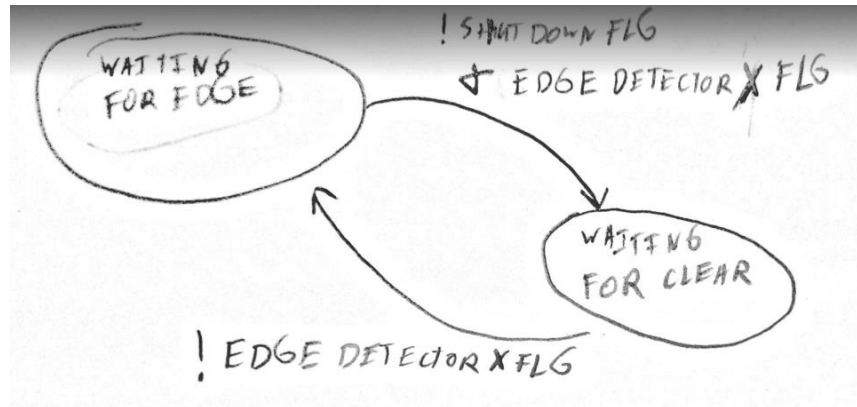 ! SHUT DOWN FLG
& EDGE DETECTOR X FLG
WAITING
FOR EDGE
WAITING
FOR CLEAR
! EDGE DETECTOR X FLG